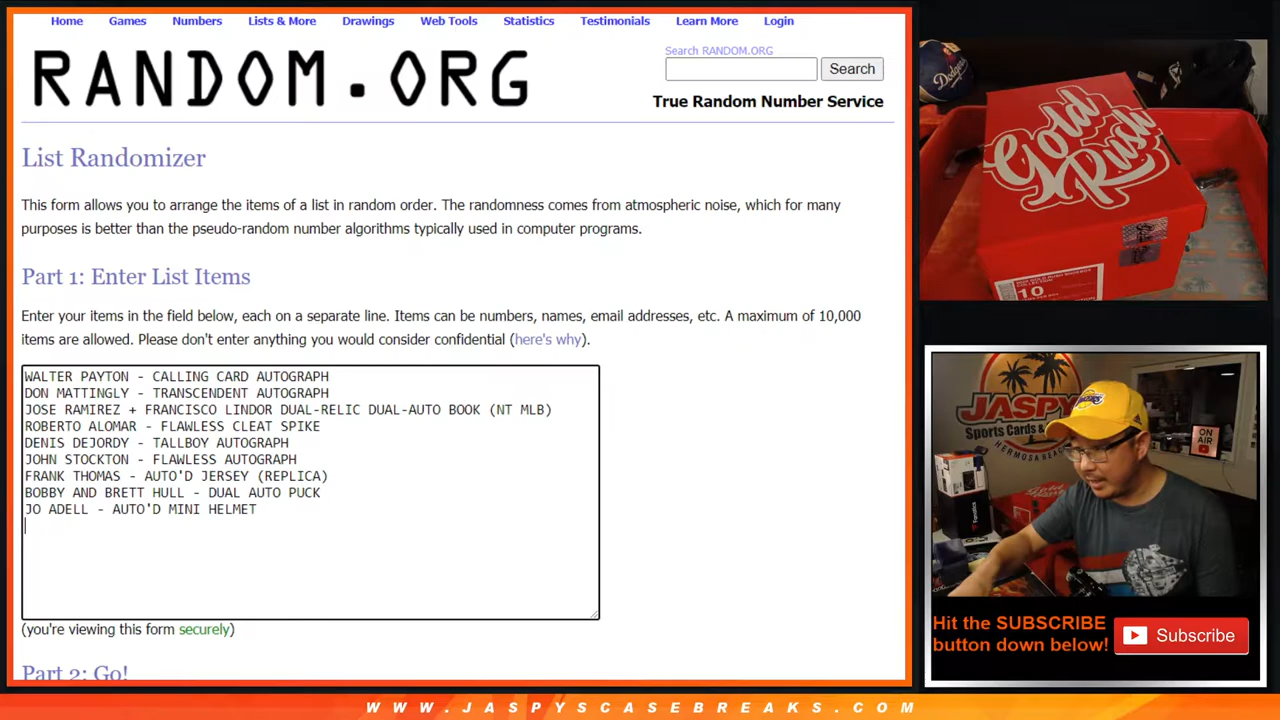 Home Games Numbers Lists & More Drawings Web Tools Statistics Testimonials Learn More Login
RANDOM.ORG
Search RANDOM.ORG
Search
True Random Number Service
List Randomizer
This form allows you to arrange the items of a list in random order. The randomness comes from atmospheric noise, which for many
purposes is better than the pseudo-random number algorithms typically used in computer programs.
Part 1: Enter List Items
Enter your items in the field below, each on a separate line. Items can be numbers, names, email addresses, etc. A maximum of 10,000
items are allowed. Please don't enter anything you would consider confidential (here's why).
WALTER PAYTON - CALLING CARD AUTOGRAPH
DON MATTINGLY - TRANSCENDENT AUTOGRAPH
JOSE RAMIREZ + FRANCISCO LINDOR DUAL-RELIC DUAL-AUTO BOOK (NT MLB)
ROBERTO ALOMAR - FLAWLESS CLEAT SPIKE
DENIS DEJORDY - TALLBOY AUTOGRAPH
JOHN STOCKTON - FLAWLESS AUTOGRAPH
FRANK THOMAS - AUTO'D JERSEY (REPLICA)
BOBBY AND BRETT HULL - DUAL AUTO PUCK
JO ADELL - AUTO'D MINI HELMET
(you're viewing this form securely)
Part 2: Go!
Dodgers
Gold
Rush
10
JASPY
Sports Cards &
HERMOSA BEAC
ON
AIR
Fanatics
Hit the SUBSCRIBE
button down below!
Subscribe
WWW.JASPYSCASEBREAKS.COM